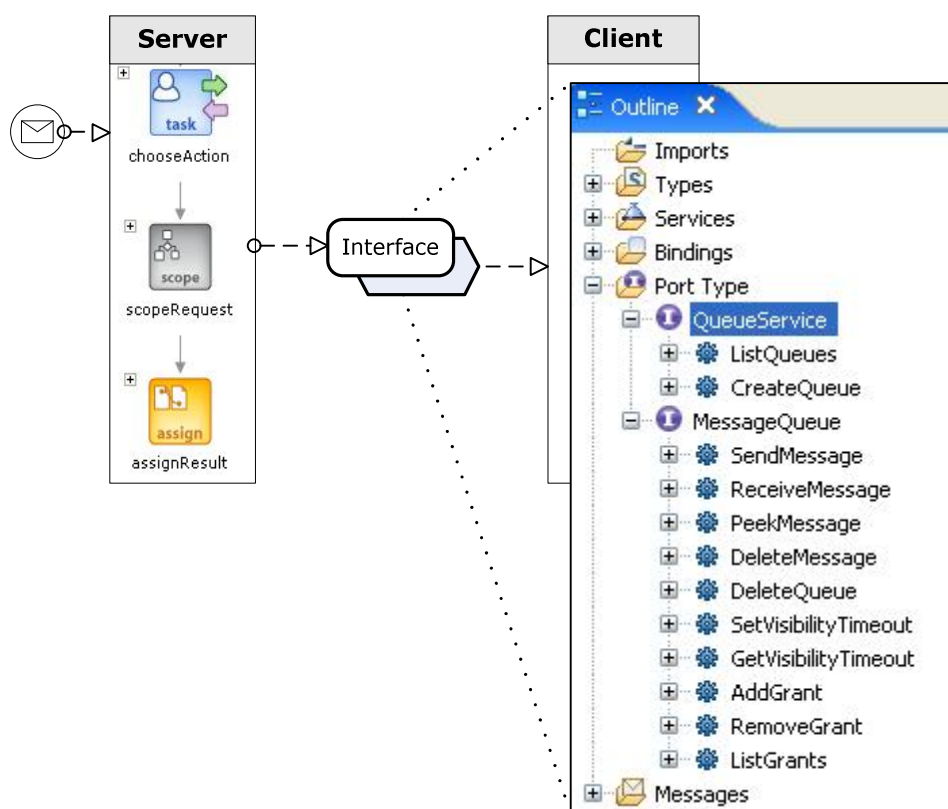 Server
task
chooseAction
scope
scopeRequest
assign
assignResult
Interface
Client
Outline
Imports
Types
Services
Bindings
Port Type
QueueService
ListQueues
CreateQueue
MessageQueue
SendMessage
ReceiveMessage
PeekMessage
DeleteMessage
DeleteQueue
SetVisibilityTimeout
GetVisibilityTimeout
AddGrant
RemoveGrant
ListGrants
Messages